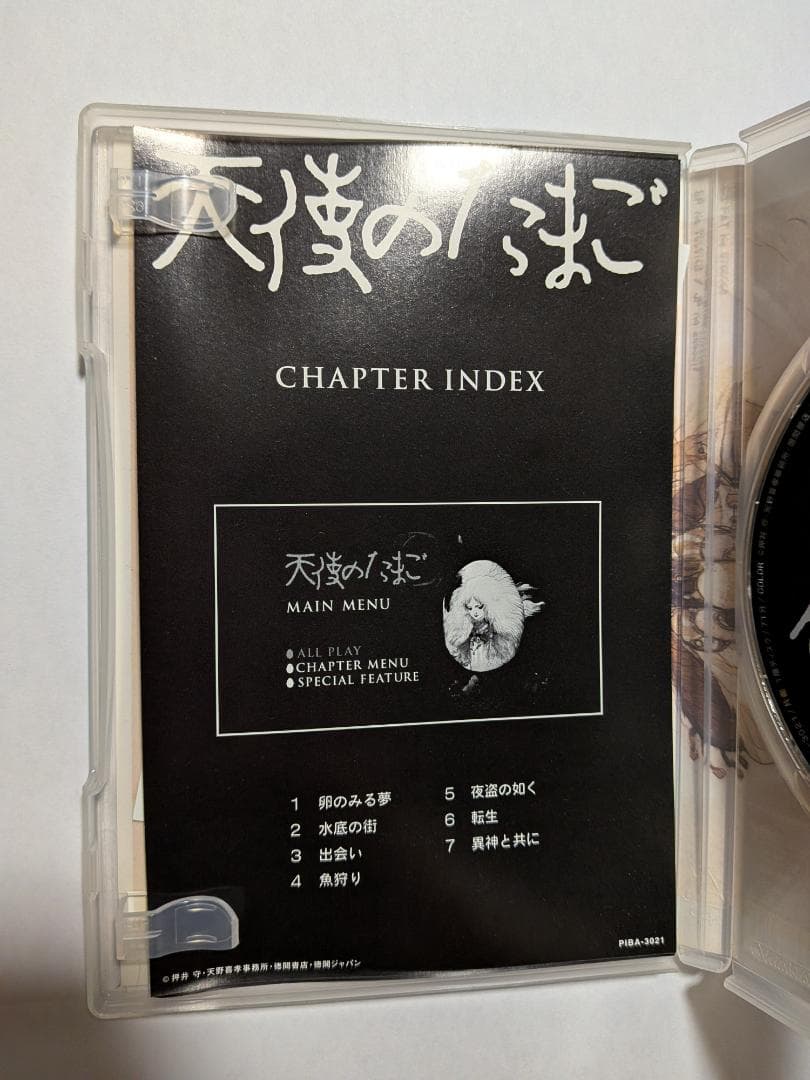 天使のたまご
CHAPTER INDEX
天使のたまご
MAIN MENU
ALL PLAY
CHAPTER MENU
SPECIAL FEATURE
1 卵のみる夢
2 水底の街
3 出会い
4 魚狩り
5 夜盗の如く
6 転生
7 異神と共に
PIBA-3021
© 押井 守・天野喜孝事務所・徳間書店・徳間ジャパン
3021
COLOR